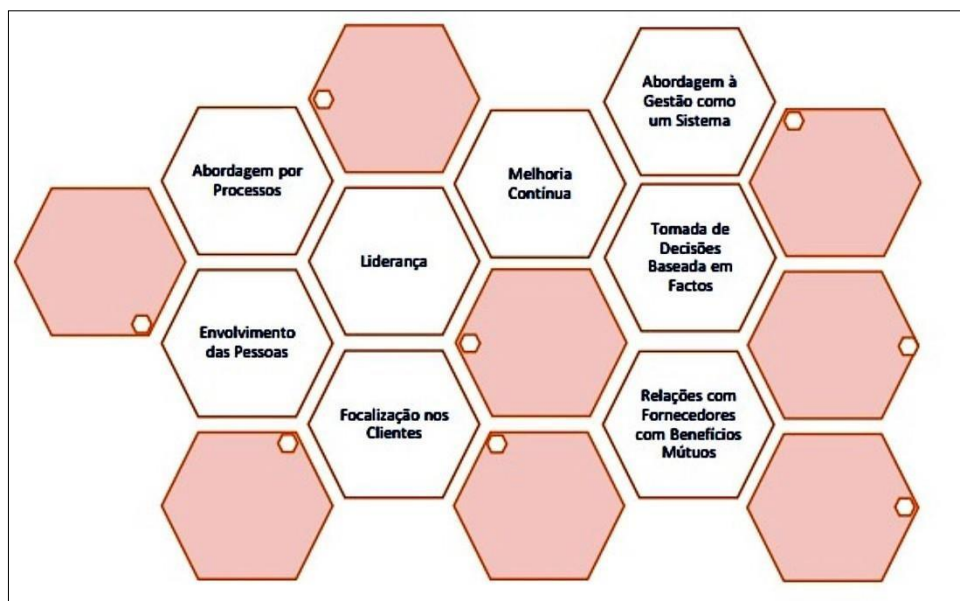 Abordagem à
Gestão como
um Sistema
Abordagem por
Processos
Melhoria
Contínua
Liderança
Tomada de
Decisões
Baseada em
Factos
Envolvimento
das Pessoas
Focalização nos
Clientes
Relações com
Fornecedores
com Benefícios
Mútuos